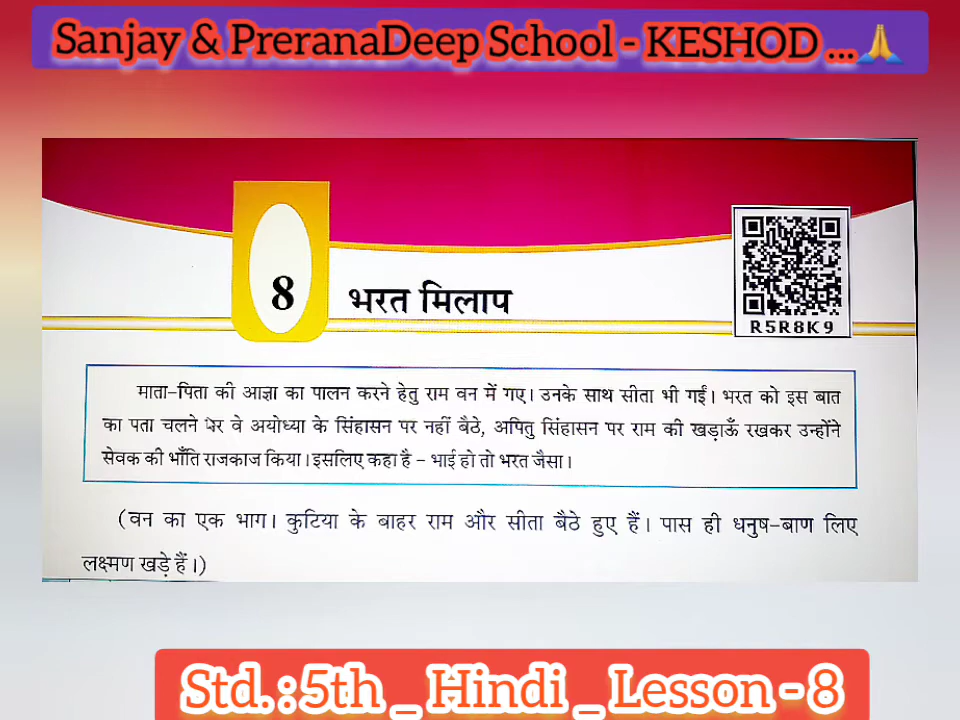 Sanjay & PreranaDeep School - KESHOD ...🙏
R5R8K9
8 भरत मिलाप
माता-पिता की आज्ञा का पालन करने हेतु राम वन में गए। उनके साथ सीता भी गईं। भरत को इस बात
का पता चलने पर वे अयोध्या के सिंहासन पर नहीं बैठे, अपितु सिंहासन पर राम की खड़ाऊँ रखकर उन्होंने
सेवक की भाँति राजकाज किया। इसलिए कहा है - भाई हो तो भरत जैसा।
(वन का एक भाग। कुटिया के बाहर राम और सीता बैठे हुए हैं। पास ही धनुष-बाण लिए
लक्ष्मण खड़े हैं।)
Std. : 5th _ Hindi _ Lesson - 8